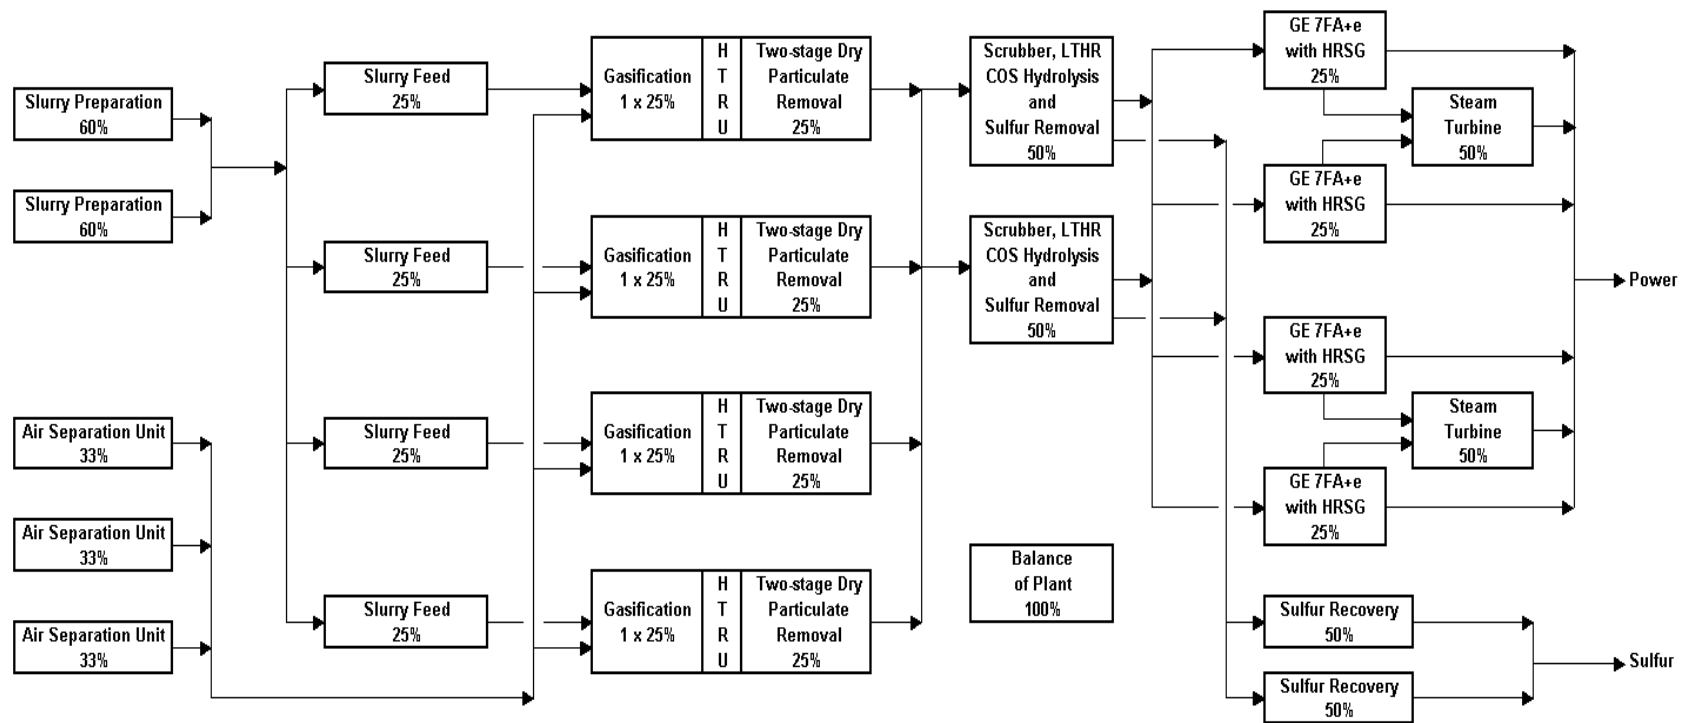 Slurry Preparation
60%
Slurry Preparation
60%
Air Separation Unit
33%
Air Separation Unit
33%
Air Separation Unit
33%
Slurry Feed
25%
Slurry Feed
25%
Slurry Feed
25%
Slurry Feed
25%
Gasification
1 x 25%
H
T
R
U
Two-stage Dry
Particulate
Removal
25%
Gasification
1 x 25%
H
T
R
U
Two-stage Dry
Particulate
Removal
25%
Gasification
1 x 25%
H
T
R
U
Two-stage Dry
Particulate
Removal
25%
Gasification
1 x 25%
H
T
R
U
Two-stage Dry
Particulate
Removal
25%
Scrubber, LTHR
COS Hydrolysis
and
Sulfur Removal
50%
Scrubber, LTHR
COS Hydrolysis
and
Sulfur Removal
50%
Balance
of Plant
100%
GE 7FA+e
with HRSG
25%
Steam
Turbine
50%
GE 7FA+e
with HRSG
25%
GE 7FA+e
with HRSG
25%
Steam
Turbine
50%
GE 7FA+e
with HRSG
25%
Power
Sulfur Recovery
50%
Sulfur Recovery
50%
Sulfur